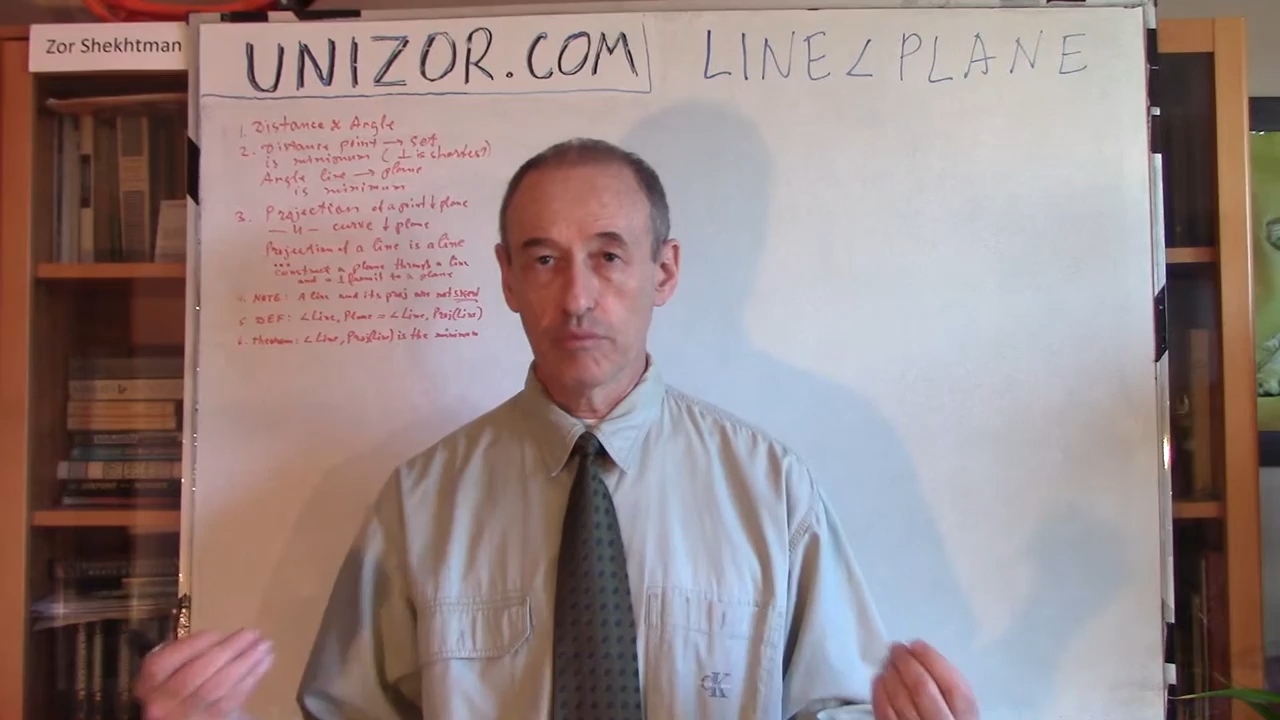 Zor Shekhtman
UNIZOR.COM
LINE < PLANE
1. Distance & Angle
2. Distance point → set
is minimum (⊥ is shortest)
Angle line → plane
is minimum
3. Projection of a point ↓ plane
— 〃 — curve ↓ plane
Projection of a line is a line
... construct a plane through a line
and a ⊥ to a plane
4. NOTE: A line and its proj are not
5. DEF: ∠Line, Plane = ∠Line, Proj(Line)
6. Theorem: ∠Line, Proj(Line) is the minimum
CK